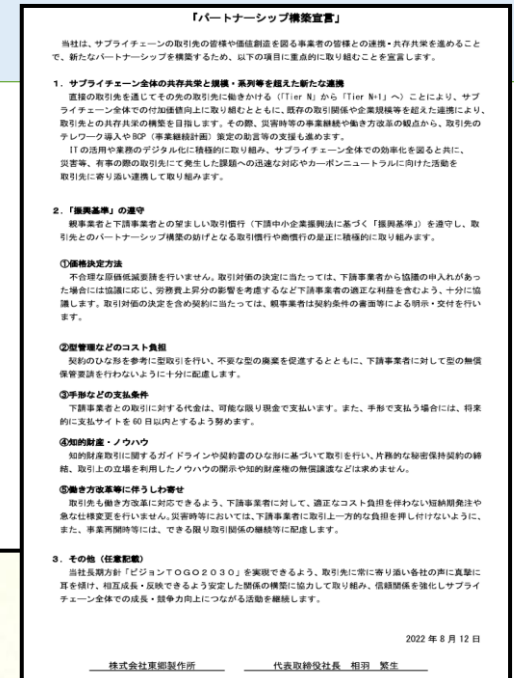 「パートナーシップ構築宣言」
当社は、サプライチェーンの取引先の皆様や価値創造を図る事業者の皆様との連携・共存共栄を進めること
で、新たなパートナーシップを構築するため、以下の項目に重点的に取り組むことを宣言します。
1．サプライチェーン全体の共存共栄と規模・系列等を超えた新たな連携
直接の取引先を通じてその先の取引先に働きかける（「Tier N」から「Tier N+1」へ）ことにより、サプ
ライチェーン全体での付加価値向上に取り組むとともに、既存の取引関係や企業規模等を超えた連携により、
取引先との共存共栄の構築を目指します。その際、災害時等の事業継続や働き方改革の観点から、取引先の
テレワーク導入やBCP（事業継続計画）策定の助言等の支援も進めます。
ITの活用や業務のデジタル化に積極的に取り組み、サプライチェーン全体での効率化を図ると共に、
災害等、有事の際の取引先にて発生した課題への迅速な対応やカーボンニュートラルに向けた活動を
取引先に寄り添い連携して取り組みます。
2．「振興基準」の遵守
親事業者と下請事業者との望ましい取引慣行（下請中小企業振興法に基づく「振興基準」）を遵守し、取
引先とのパートナーシップ構築の妨げとなる取引慣行や商慣行の是正に積極的に取り組みます。
①価格決定方法
不合理な原価低減要請を行いません。取引対価の決定に当たっては、下請事業者から協議の申入れがあっ
た場合には協議に応じ、労務費上昇分の影響を考慮するなど下請事業者の適正な利益を含むよう、十分に協
議します。取引対価の決定を含め契約に当たっては、親事業者は契約条件の書面等による明示・交付を行い
ます。
②型管理などのコスト負担
契約のひな形を参考に型取引を行い、不要な型の廃棄を促進するとともに、下請事業者に対して型の無償
保管要請を行わないように十分に配慮します。
③手形などの支払条件
下請事業者との取引に対する代金は、可能な限り現金で支払います。また、手形で支払う場合には、将来
的に支払サイトを60日以内とするよう努めます。
④知的財産・ノウハウ
知的財産取引に関するガイドラインや契約書のひな形に基づいて取引を行い、片務的な秘密保持契約の締
結、取引上の立場を利用したノウハウの開示や知的財産権の無償譲渡などは求めません。
⑤働き方改革等に伴うしわ寄せ
取引先も働き方改革に対応できるよう、下請事業者に対して、適正なコスト負担を伴わない短納期発注や
急な仕様変更を行いません。災害時等においては、下請事業者に取引上一方的な負担を押し付けないように、
また、事業再開時等には、できる限り取引関係の継続等に配慮します。
3．その他（任意記載）
当社長期方針「ビジョンTOGO2030」を実現できるよう、取引先に常に寄り添い各社の声に真摯に
耳を傾け、相互成長・反映できるよう安定した関係の構築に協力して取り組み、信頼関係を強化しサプライ
チェーン全体での成長・競争力向上につながる活動を継続します。
2022年8月12日
株式会社東郷製作所　代表取締役社長　相羽　繁生